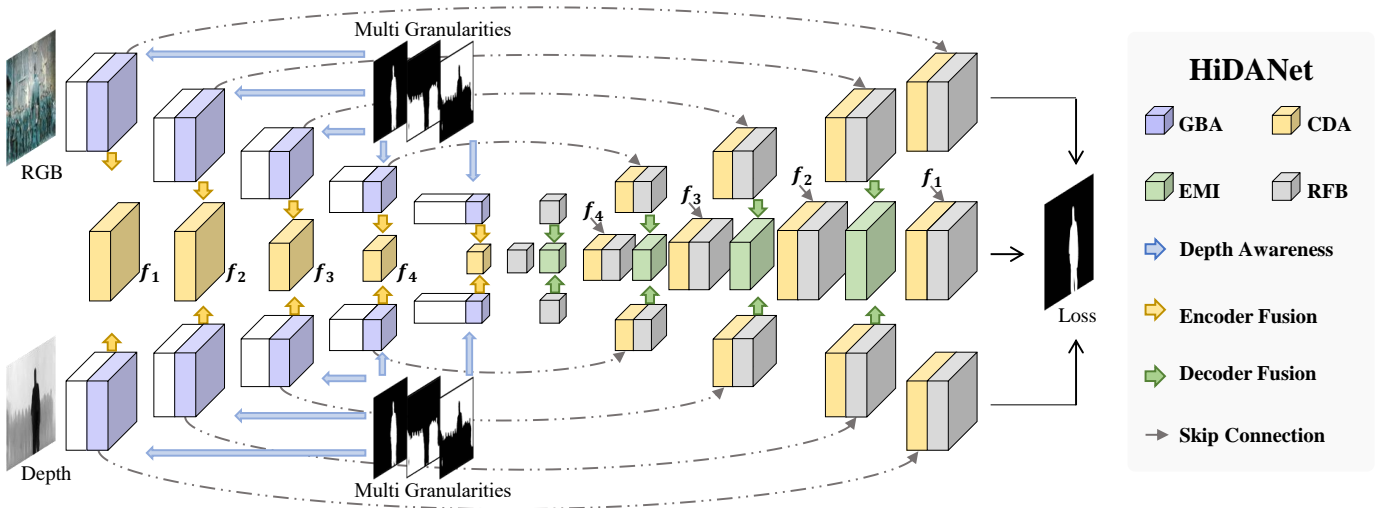 Multi Granularities
RGB
f₁
f₂
f₃
f₄
f₄
f₃
f₂
f₁
Loss
Depth
Multi Granularities
HiDANet
GBA
CDA
EMI
RFB
Depth Awareness
Encoder Fusion
Decoder Fusion
Skip Connection